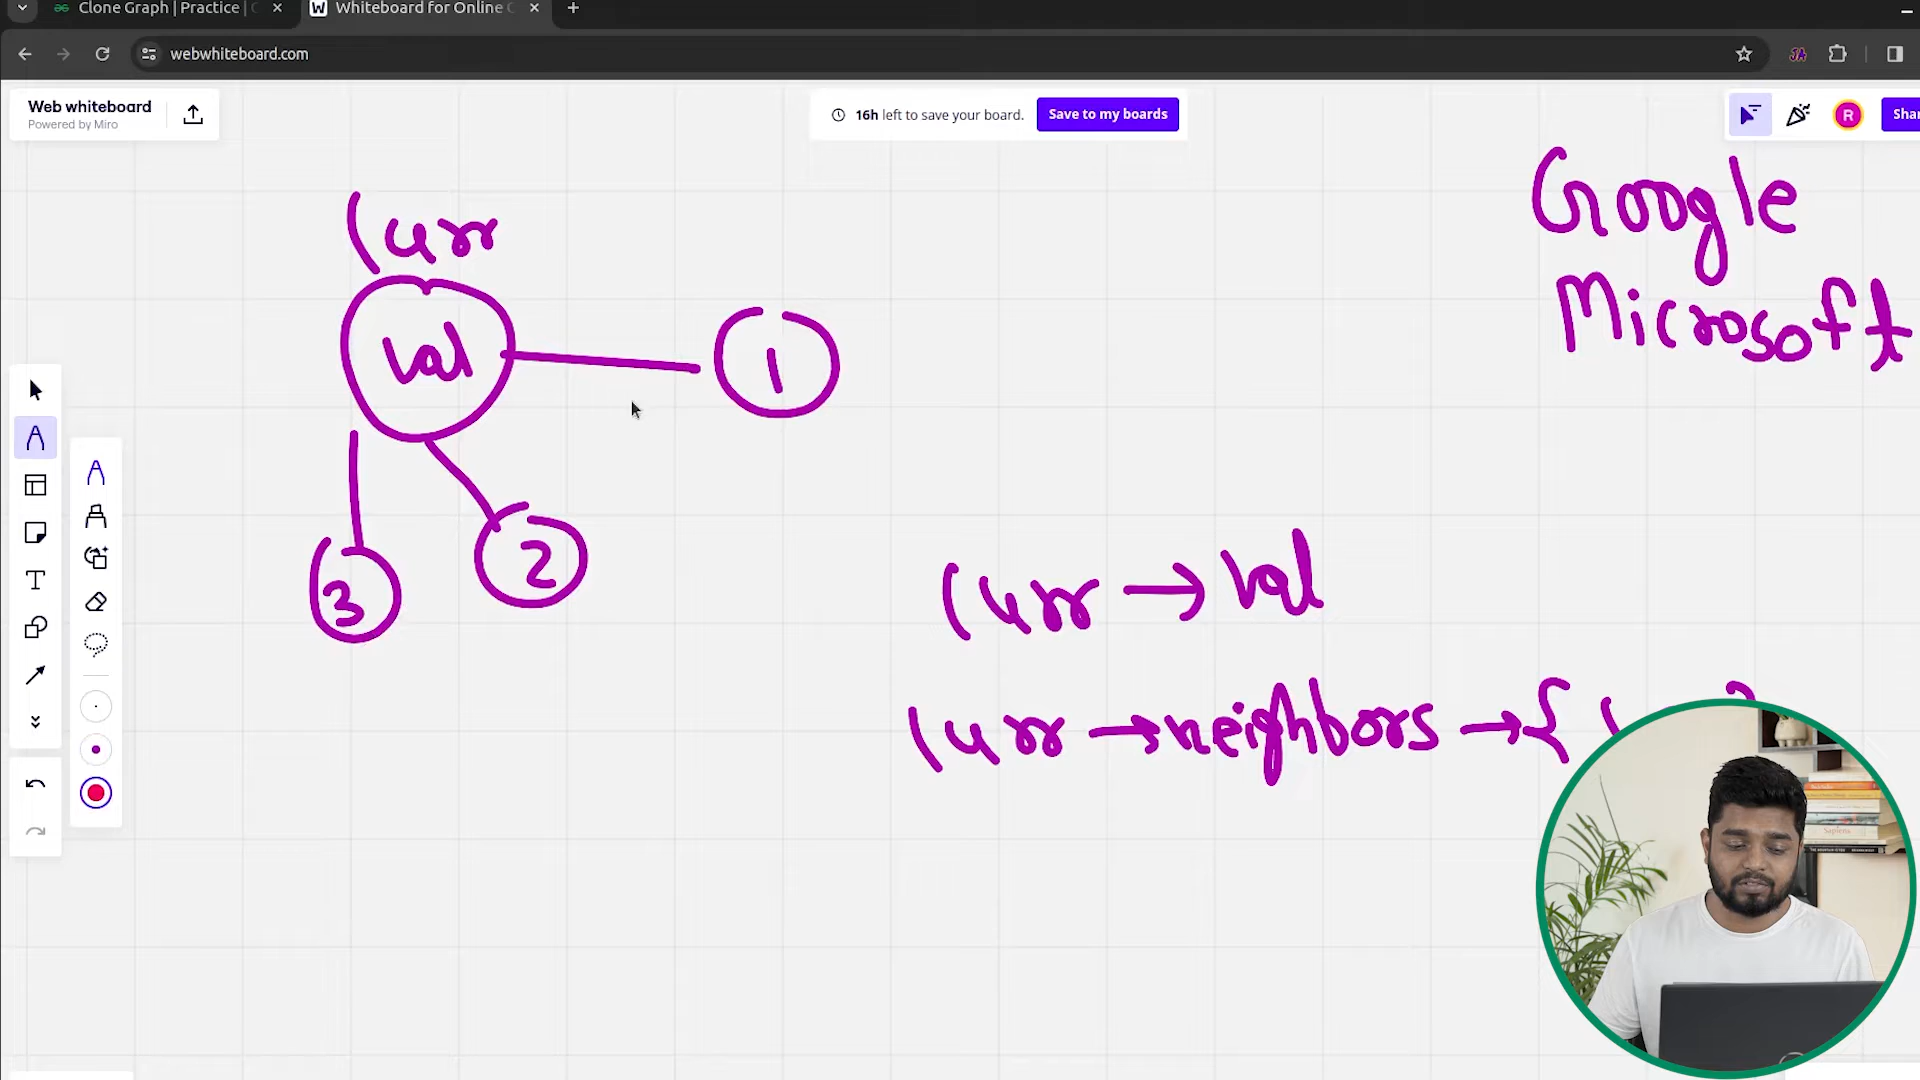 Clone Graph | Practice |
Whiteboard for Online
webwhiteboard.com
Web whiteboard
Powered by Miro
16h left to save your board.
Save to my boards
R
Google
Microsoft
Curr
val
1
2
3
Curr → val
Curr → neighbors → {
T
Sapiens